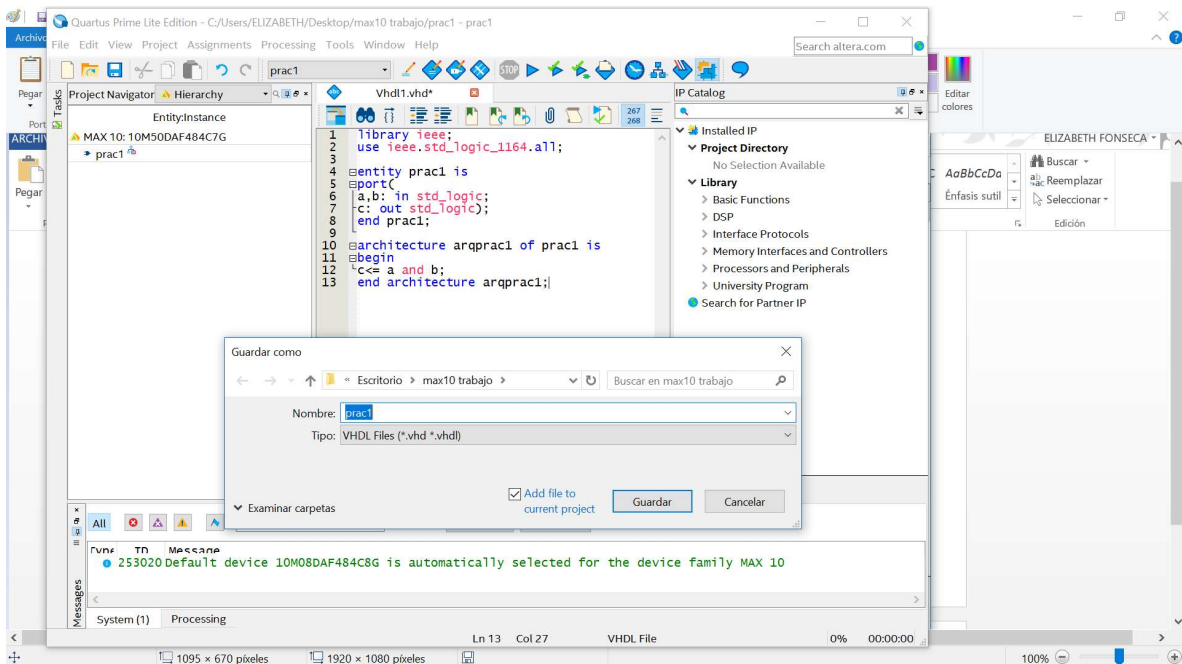 Quartus Prime Lite Edition - C:/Users/ELIZABETH/Desktop/max10 trabajo/prac1 - prac1
File Edit View Project Assignments Processing Tools Window Help
Search altera.com
Archivo
Pegar
prac1
STOP
Editar
colores
Tasks
Project Navigator
Hierarchy
Entity:Instance
MAX 10: 10M50DAF484C7G
prac1
Vhdl1.vhd*
267
268
1 library ieee;
2 use ieee.std_logic_1164.all;
3
4 entity prac1 is
5 port(
6 a,b: in std_logic;
7 c: out std_logic);
8 end prac1;
9
10 architecture arqprac1 of prac1 is
11 begin
12 c<= a and b;
13 end architecture arqprac1;
IP Catalog
Installed IP
Project Directory
No Selection Available
Library
Basic Functions
DSP
Interface Protocols
Memory Interfaces and Controllers
Processors and Peripherals
University Program
Search for Partner IP
Pegar
ELIZABETH FONSECA
AaBbCcDa
Énfasis sutil
Buscar
Reemplazar
Seleccionar
Edición
Guardar como
Escritorio > max10 trabajo >
Buscar en max10 trabajo
Nombre: prac1
Tipo: VHDL Files (*.vhd *.vhdl)
Add file to
current project
Examinar carpetas
Guardar
Cancelar
All
Type ID Message
253020 Default device 10M08DAF484C8G is automatically selected for the device family MAX 10
Messages
System (1) Processing
Ln 13 Col 27 VHDL File 0% 00:00:00
1095 × 670 píxeles 1920 × 1080 píxeles 100%